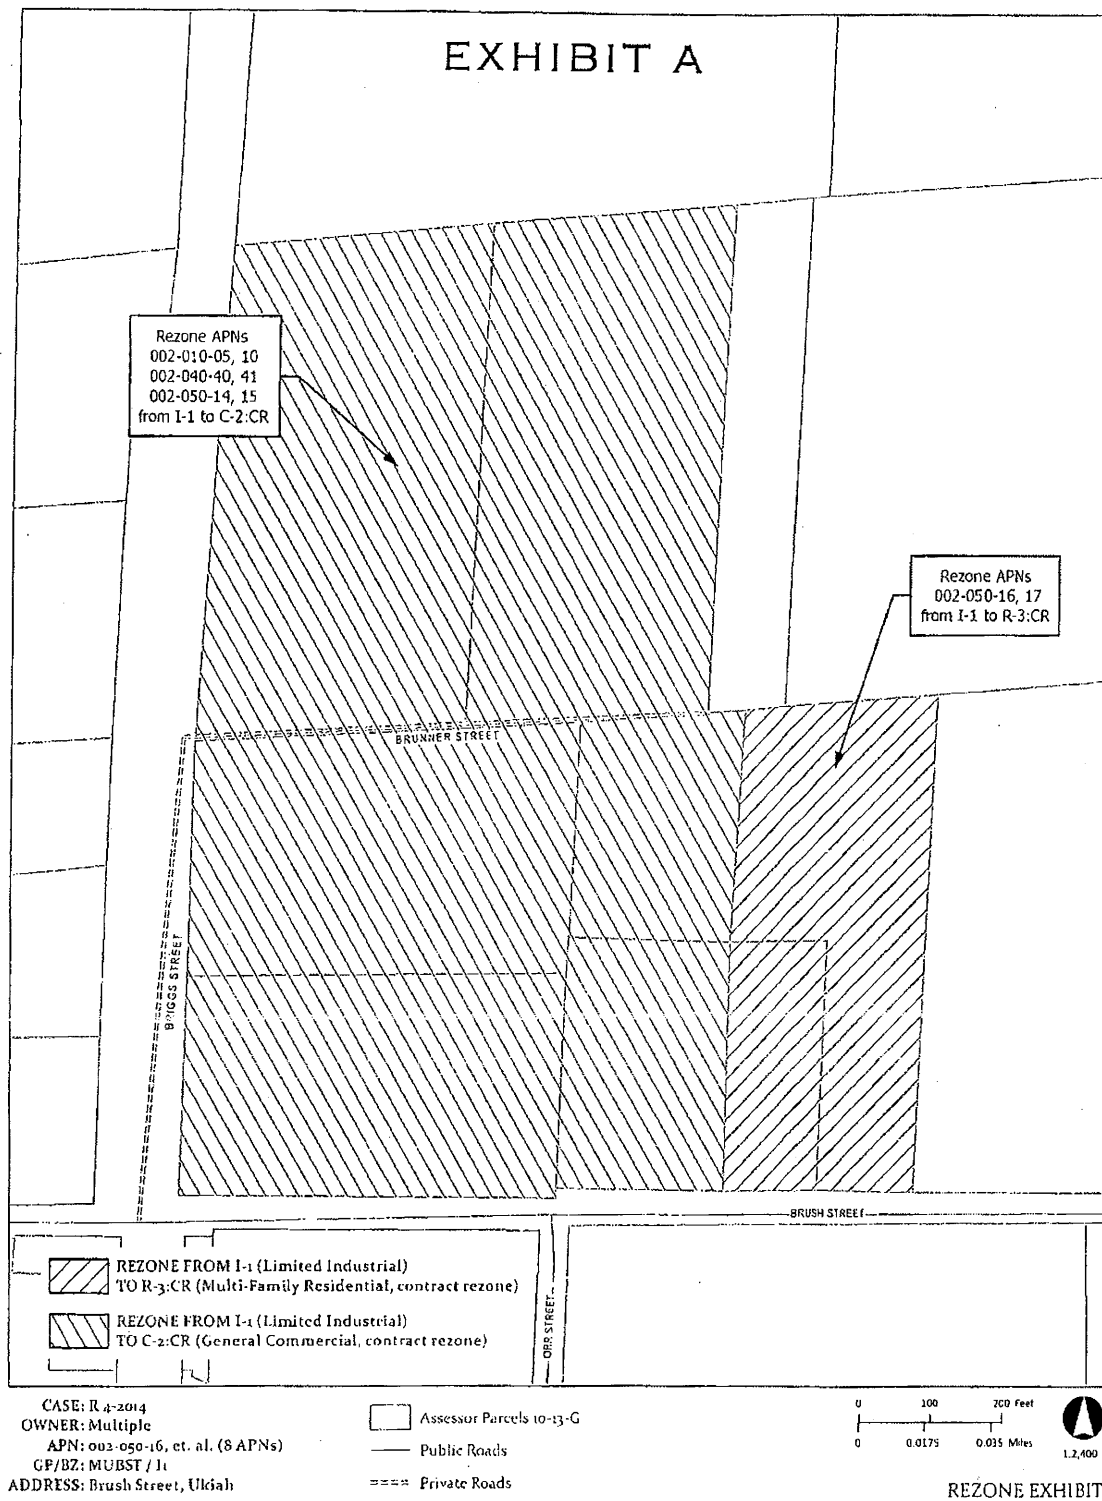 EXHIBIT A
Rezone APNs
002-010-05, 10
002-040-40, 41
002-050-14, 15
from I-1 to C-2:CR
Rezone APNs
002-050-16, 17
from I-1 to R-3:CR
BRUNNER STREET
BRIGGS STREET
BRUSH STREET
ORR STREET
REZONE FROM I-1 (Limited Industrial)
TO R-3:CR (Multi-Family Residential, contract rezone)
REZONE FROM I-1 (Limited Industrial)
TO C-2:CR (General Commercial, contract rezone)
CASE: R 4-2014
OWNER: Multiple
APN: 002-050-16, et. al. (8 APNs)
GP/BZ: MUBST / I1
ADDRESS: Brush Street, Ukiah
Assessor Parcels 10-13-G
Public Roads
Private Roads
0 100 200 Feet
0 0.0175 0.035 Miles
1:2,400
REZONE EXHIBIT